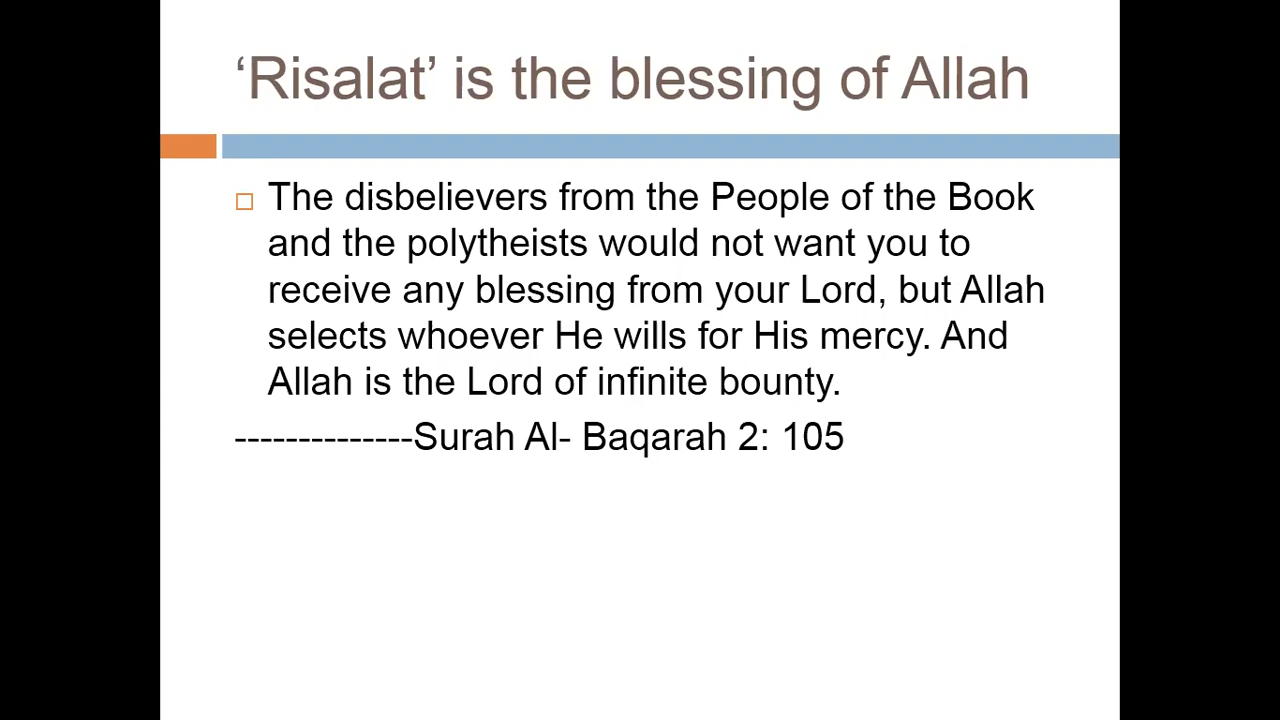 ‘Risalat’ is the blessing of Allah
The disbelievers from the People of the Book
and the polytheists would not want you to
receive any blessing from your Lord, but Allah
selects whoever He wills for His mercy. And
Allah is the Lord of infinite bounty.
--------------Surah Al- Baqarah 2: 105